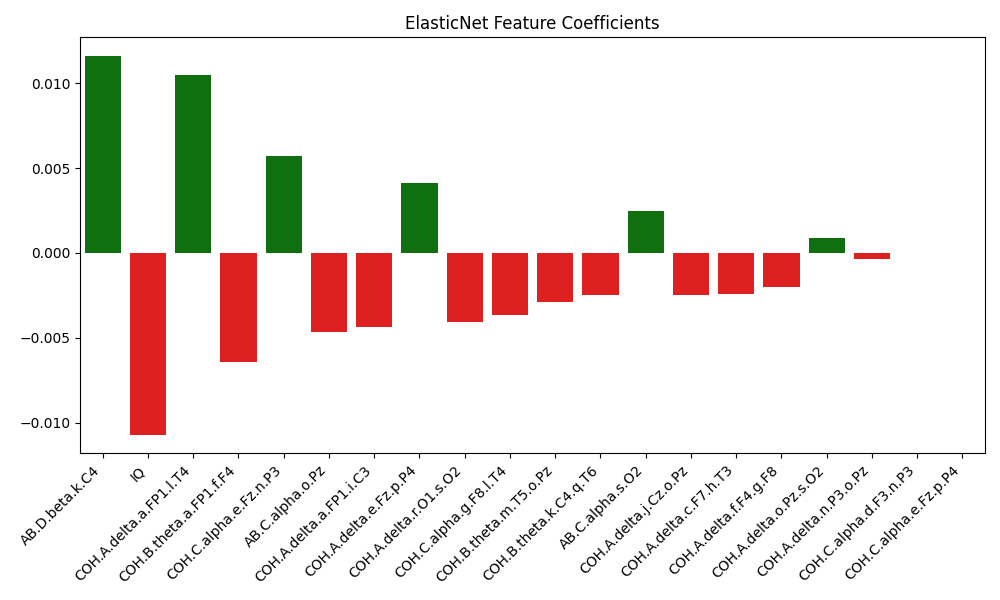 ElasticNet Feature Coefficients
0.010
0.005
0.000
−0.005
−0.010
AB.D.beta.k.C4
IQ
COH.A.delta.a.FP1.l.T4
COH.B.theta.a.FP1.f.F4
COH.C.alpha.e.Fz.n.P3
AB.C.alpha.o.Pz
COH.A.delta.a.FP1.i.C3
COH.A.delta.e.Fz.p.P4
COH.A.delta.r.O1.s.O2
COH.C.alpha.g.F8.l.T4
COH.B.theta.m.T5.o.Pz
COH.B.theta.k.C4.q.T6
AB.C.alpha.s.O2
COH.A.delta.j.Cz.o.Pz
COH.A.delta.c.F7.h.T3
COH.A.delta.f.F4.g.F8
COH.A.delta.o.Pz.s.O2
COH.A.delta.n.P3.o.Pz
COH.C.alpha.d.F3.n.P3
COH.C.alpha.e.Fz.p.P4